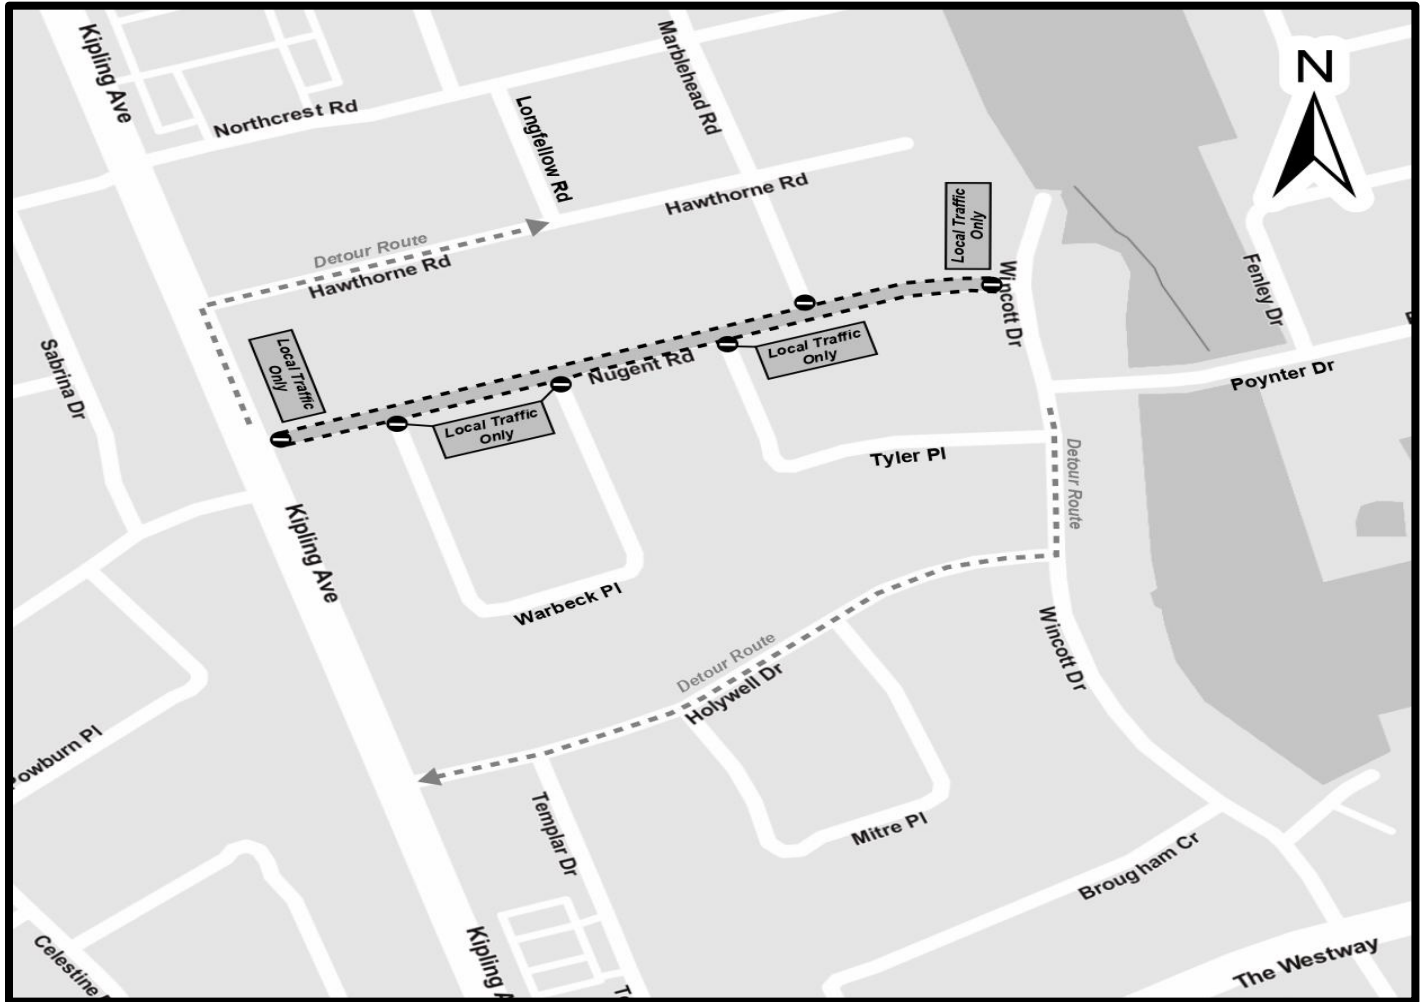 N
Kipling Ave
Northcrest Rd
Longfellow Rd
Marblehead Rd
Hawthorne Rd
Detour Route
Hawthorne Rd
Local Traffic
Only
Wincott Dr
Fenley Dr
Poynter Dr
Sabrina Dr
Local Traffic
Only
Nugent Rd
Local Traffic
Only
Local Traffic
Only
Tyler Pl
Detour Route
Kipling Ave
Warbeck Pl
Detour Route
Holywell Dr
Wincott Dr
Powburn Pl
Templar Dr
Mitre Pl
Brougham Cr
Celestine
Kipling A
The Westway